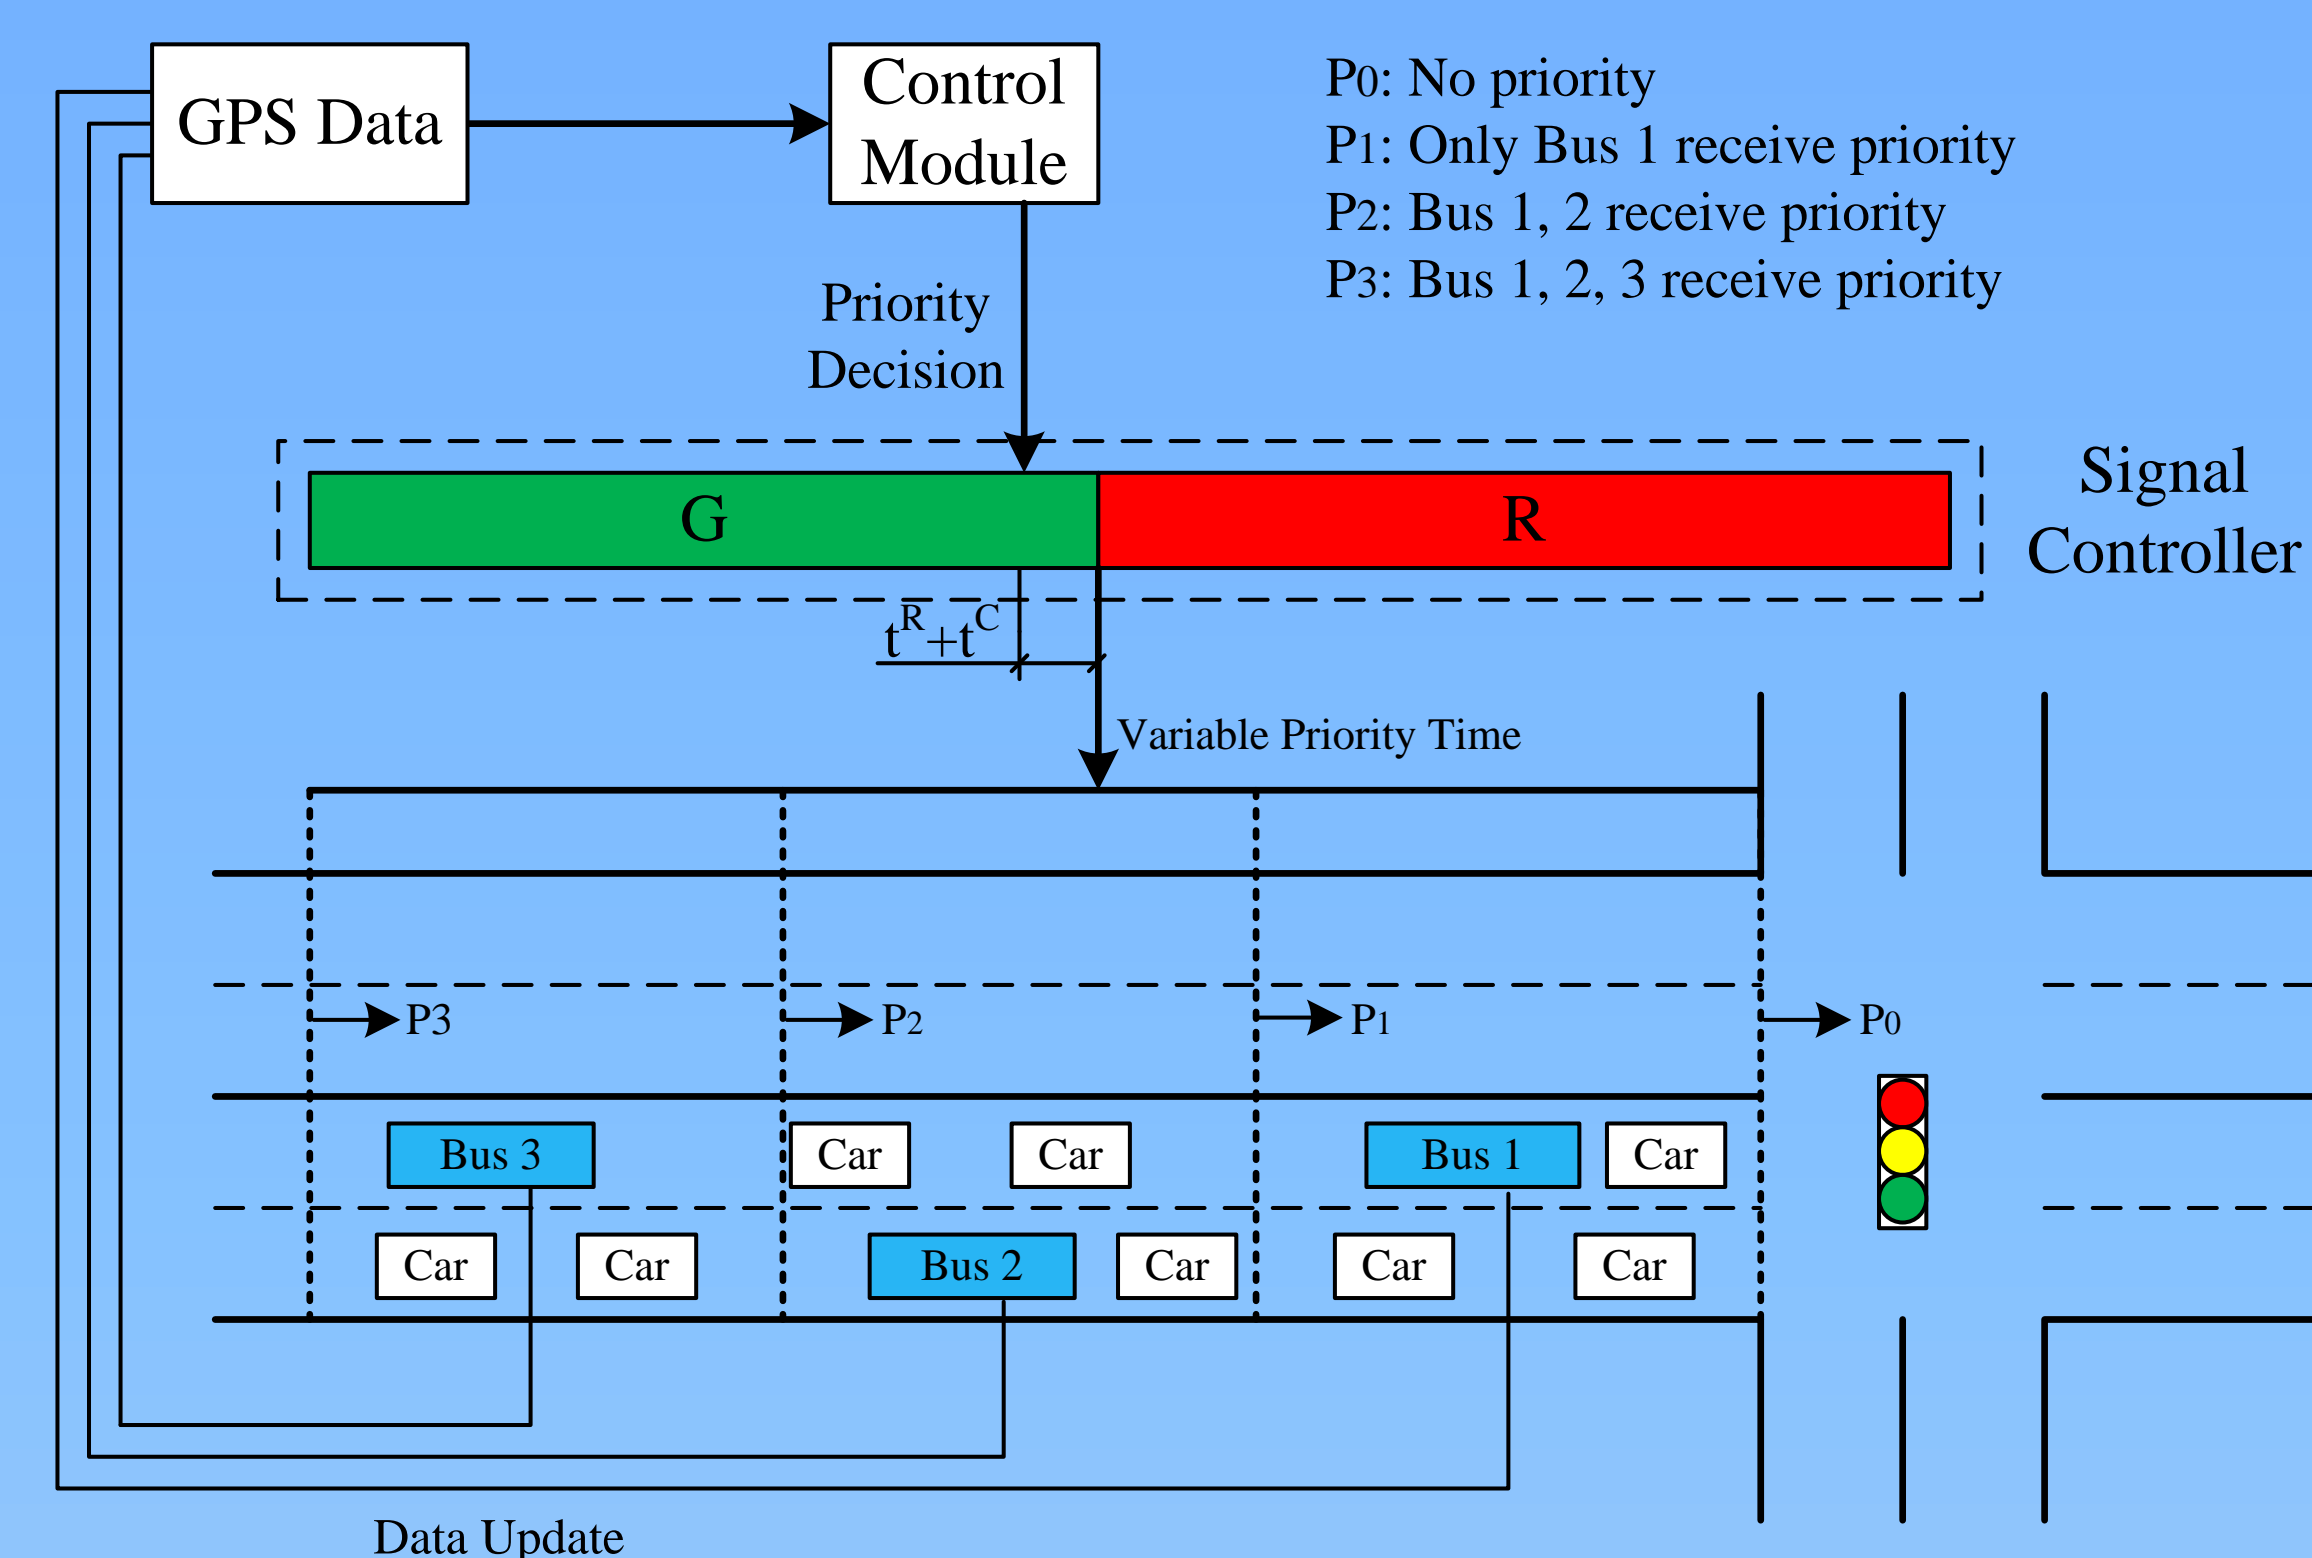 GPS Data
Control
Module
P0: No priority
P1: Only Bus 1 receive priority
P2: Bus 1, 2 receive priority
P3: Bus 1, 2, 3 receive priority
Priority
Decision
G
R
Signal
Controller
t^R+t^C
Variable Priority Time
P3
P2
P1
P0
Bus 3
Car
Car
Bus 1
Car
Car
Car
Bus 2
Car
Car
Car
Data Update